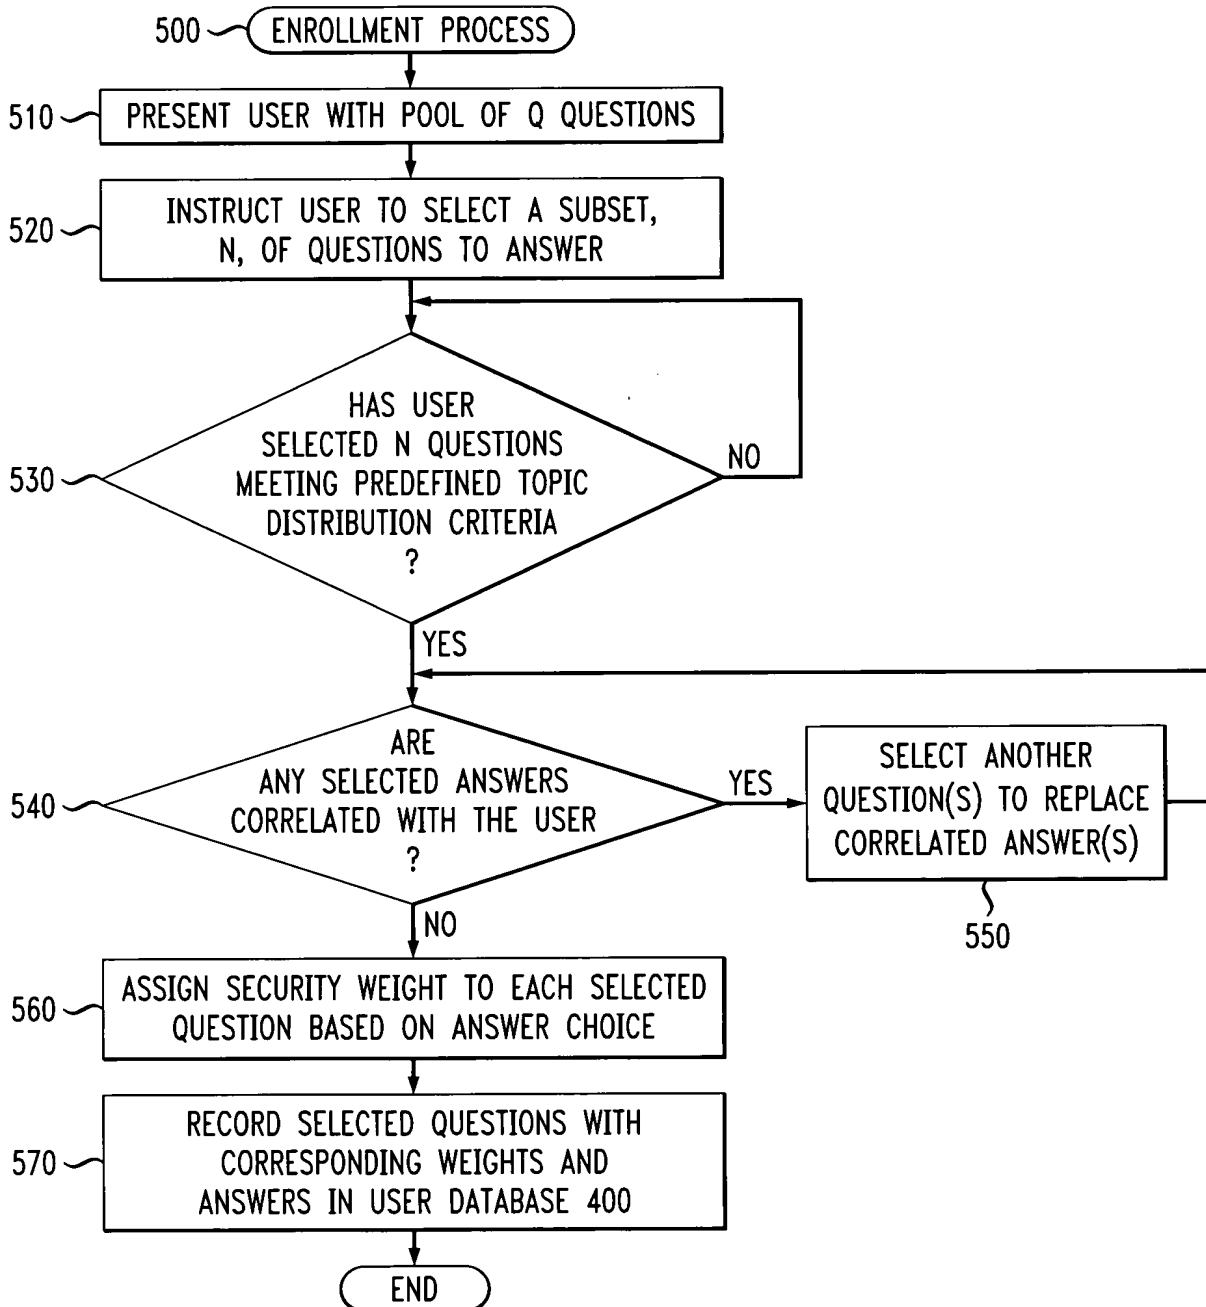 500
ENROLLMENT PROCESS
510
PRESENT USER WITH POOL OF Q QUESTIONS
520
INSTRUCT USER TO SELECT A SUBSET,
N, OF QUESTIONS TO ANSWER
530
HAS USER
SELECTED N QUESTIONS
MEETING PREDEFINED TOPIC
DISTRIBUTION CRITERIA
?
NO
YES
540
ARE
ANY SELECTED ANSWERS
CORRELATED WITH THE USER
?
YES
SELECT ANOTHER
QUESTION(S) TO REPLACE
CORRELATED ANSWER(S)
550
NO
560
ASSIGN SECURITY WEIGHT TO EACH SELECTED
QUESTION BASED ON ANSWER CHOICE
570
RECORD SELECTED QUESTIONS WITH
CORRESPONDING WEIGHTS AND
ANSWERS IN USER DATABASE 400
END